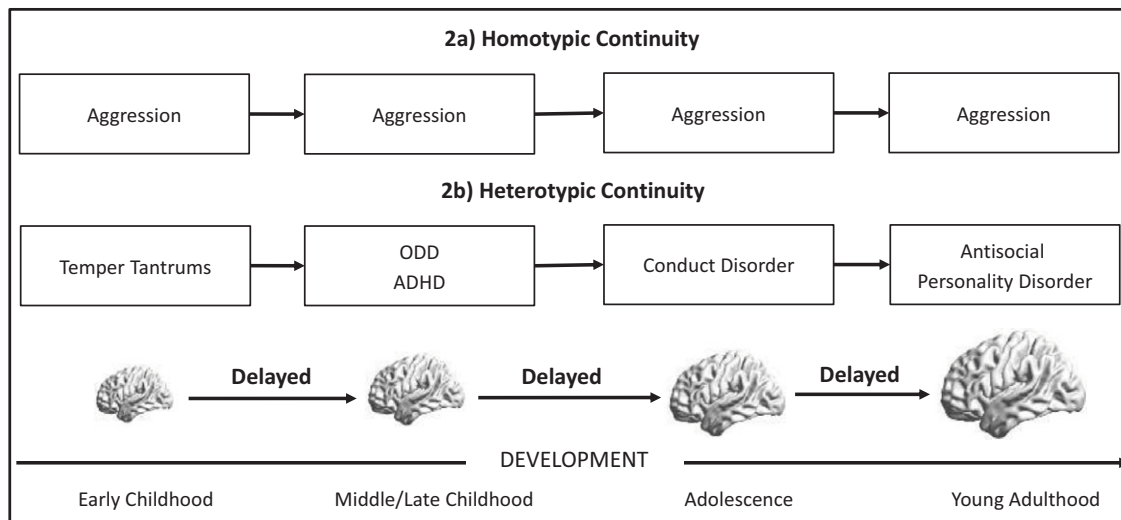 2a) Homotypic Continuity
Aggression
Aggression
Aggression
Aggression
2b) Heterotypic Continuity
Temper Tantrums
ODD
ADHD
Conduct Disorder
Antisocial
Personality Disorder
Delayed
Delayed
Delayed
DEVELOPMENT
Early Childhood
Middle/Late Childhood
Adolescence
Young Adulthood